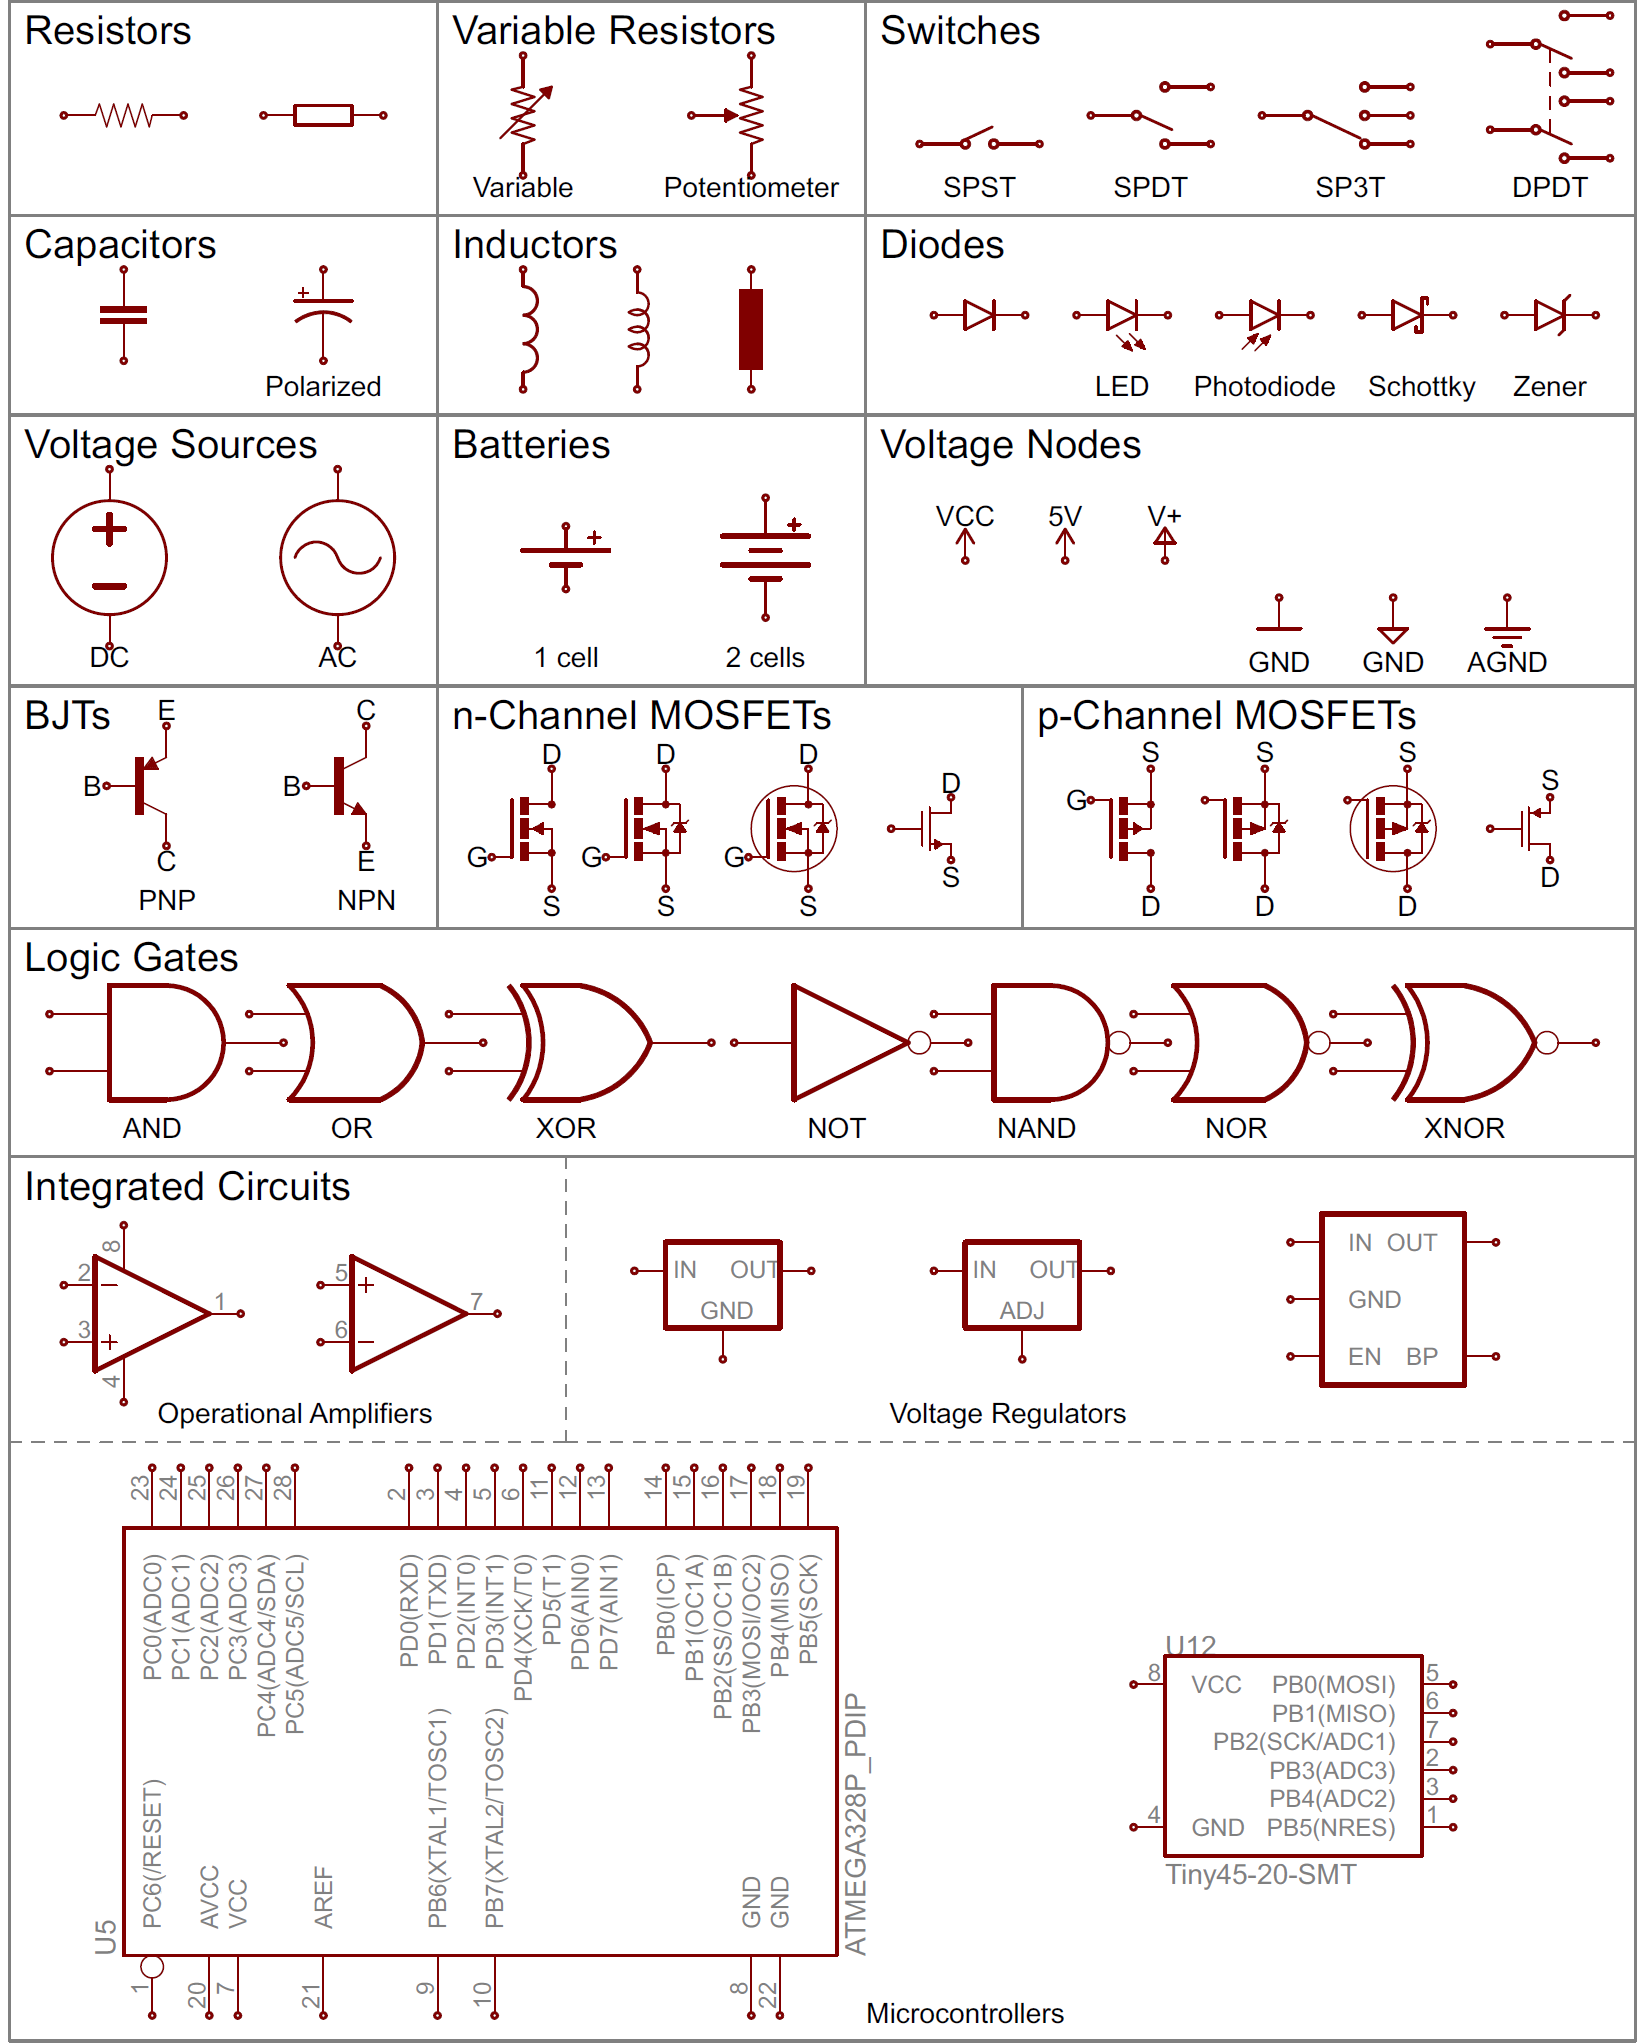 Resistors
Variable Resistors
Variable
Potentiometer
Switches
SPST
SPDT
SP3T
DPDT
Capacitors
+
Polarized
Inductors
Diodes
LED
Photodiode
Schottky
Zener
Voltage Sources
DC
AC
Batteries
+
1 cell
+
2 cells
Voltage Nodes
VCC
5V
V+
GND
GND
AGND
BJTs
E
B
C
PNP
C
B
E
NPN
n-Channel MOSFETs
D
G
S
D
G
S
D
G
S
D
S
p-Channel MOSFETs
S
G
D
S
D
S
D
S
D
Logic Gates
AND
OR
XOR
NOT
NAND
NOR
XNOR
Integrated Circuits
8
2
3
1
4
5
6
7
Operational Amplifiers
IN OUT
GND
IN OUT
ADJ
IN OUT
GND
EN BP
Voltage Regulators
23
24
25
26
27
28
2
3
4
5
6
11
12
13
14
15
16
17
18
19
PC0(ADC0)
PC1(ADC1)
PC2(ADC2)
PC3(ADC3)
PC4(ADC4/SDA)
PC5(ADC5/SCL)
PD0(RXD)
PD1(TXD)
PD2(INT0)
PD3(INT1)
PD4(XCK/T0)
PD5(T1)
PD6(AIN0)
PD7(AIN1)
PB0(ICP)
PB1(OC1A)
PB2(SS/OC1B)
PB3(MOSI/OC2)
PB4(MISO)
PB5(SCK)
PC6(/RESET)
AVCC
VCC
AREF
PB6(XTAL1/TOSC1)
PB7(XTAL2/TOSC2)
GND
GND
U5
ATMEGA328P_PDIP
1
20
7
21
9
10
8
22
U12
8 VCC PB0(MOSI) 5
PB1(MISO) 6
PB2(SCK/ADC1) 7
PB3(ADC3) 2
PB4(ADC2) 3
4 GND PB5(NRES) 1
Tiny45-20-SMT
Microcontrollers